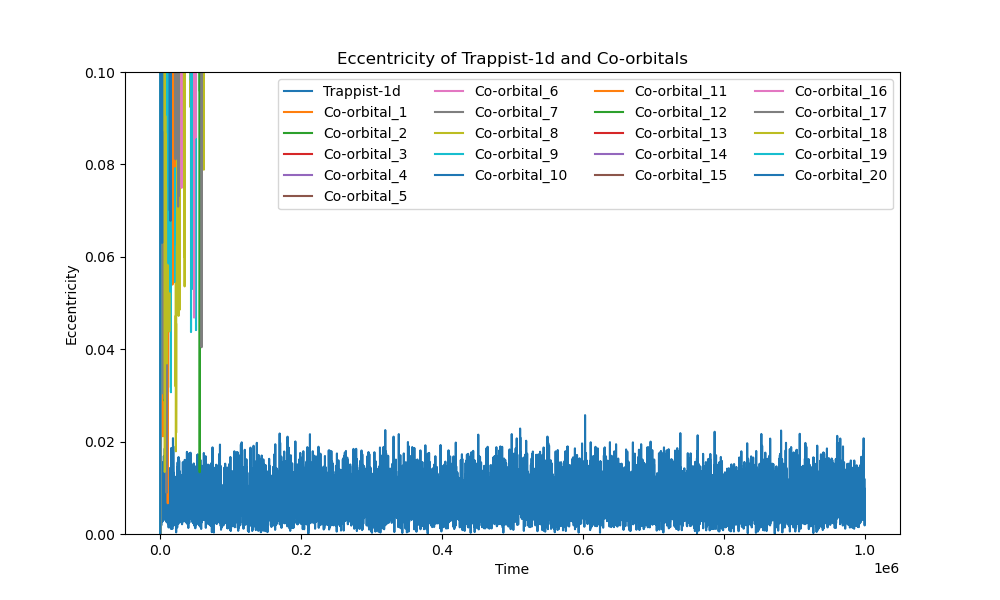 Eccentricity of Trappist-1d and Co-orbitals
0.10
0.08
0.06
0.04
0.02
0.00
Eccentricity
Trappist-1d
Co-orbital_1
Co-orbital_2
Co-orbital_3
Co-orbital_4
Co-orbital_5
Co-orbital_6
Co-orbital_7
Co-orbital_8
Co-orbital_9
Co-orbital_10
Co-orbital_11
Co-orbital_12
Co-orbital_13
Co-orbital_14
Co-orbital_15
Co-orbital_16
Co-orbital_17
Co-orbital_18
Co-orbital_19
Co-orbital_20
0.0
0.2
0.4
0.6
0.8
1.0
1e6
Time